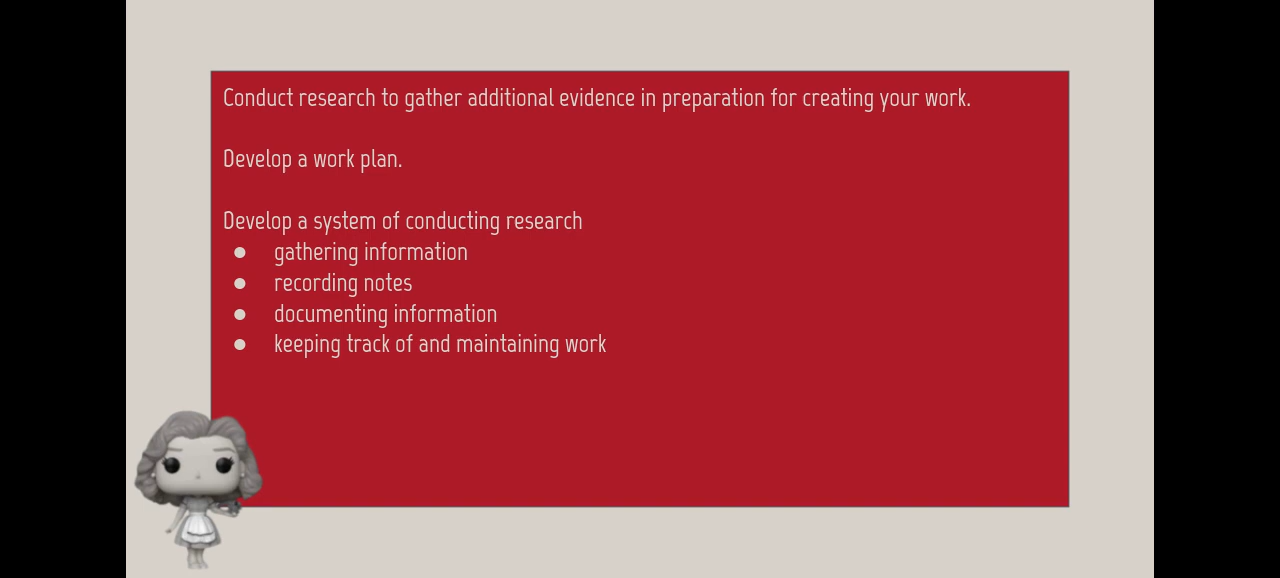 Conduct research to gather additional evidence in preparation for creating your work.
Develop a work plan.
Develop a system of conducting research
● gathering information
● recording notes
● documenting information
● keeping track of and maintaining work